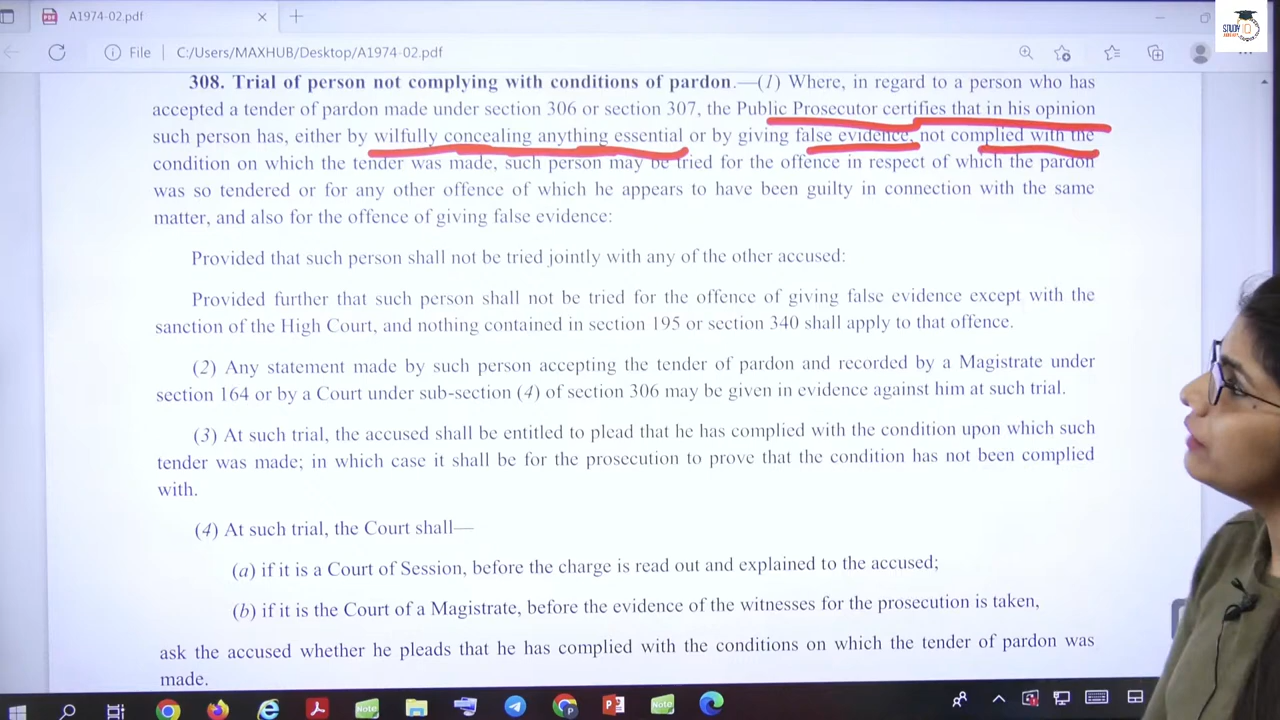 A1974-02.pdf
File C:/Users/MAXHUB/Desktop/A1974-02.pdf
STUDY IQ
308. Trial of person not complying with conditions of pardon.—(1) Where, in regard to a person who has
accepted a tender of pardon made under section 306 or section 307, the Public Prosecutor certifies that in his opinion
such person has, either by wilfully concealing anything essential or by giving false evidence, not complied with the
condition on which the tender was made, such person may be tried for the offence in respect of which the pardon
was so tendered or for any other offence of which he appears to have been guilty in connection with the same
matter, and also for the offence of giving false evidence:
Provided that such person shall not be tried jointly with any of the other accused:
Provided further that such person shall not be tried for the offence of giving false evidence except with the
sanction of the High Court, and nothing contained in section 195 or section 340 shall apply to that offence.
(2) Any statement made by such person accepting the tender of pardon and recorded by a Magistrate under
section 164 or by a Court under sub-section (4) of section 306 may be given in evidence against him at such trial.
(3) At such trial, the accused shall be entitled to plead that he has complied with the condition upon which such
tender was made; in which case it shall be for the prosecution to prove that the condition has not been complied
with.
(4) At such trial, the Court shall—
(a) if it is a Court of Session, before the charge is read out and explained to the accused;
(b) if it is the Court of a Magistrate, before the evidence of the witnesses for the prosecution is taken,
ask the accused whether he pleads that he has complied with the conditions on which the tender of pardon was
made.
Note
Note